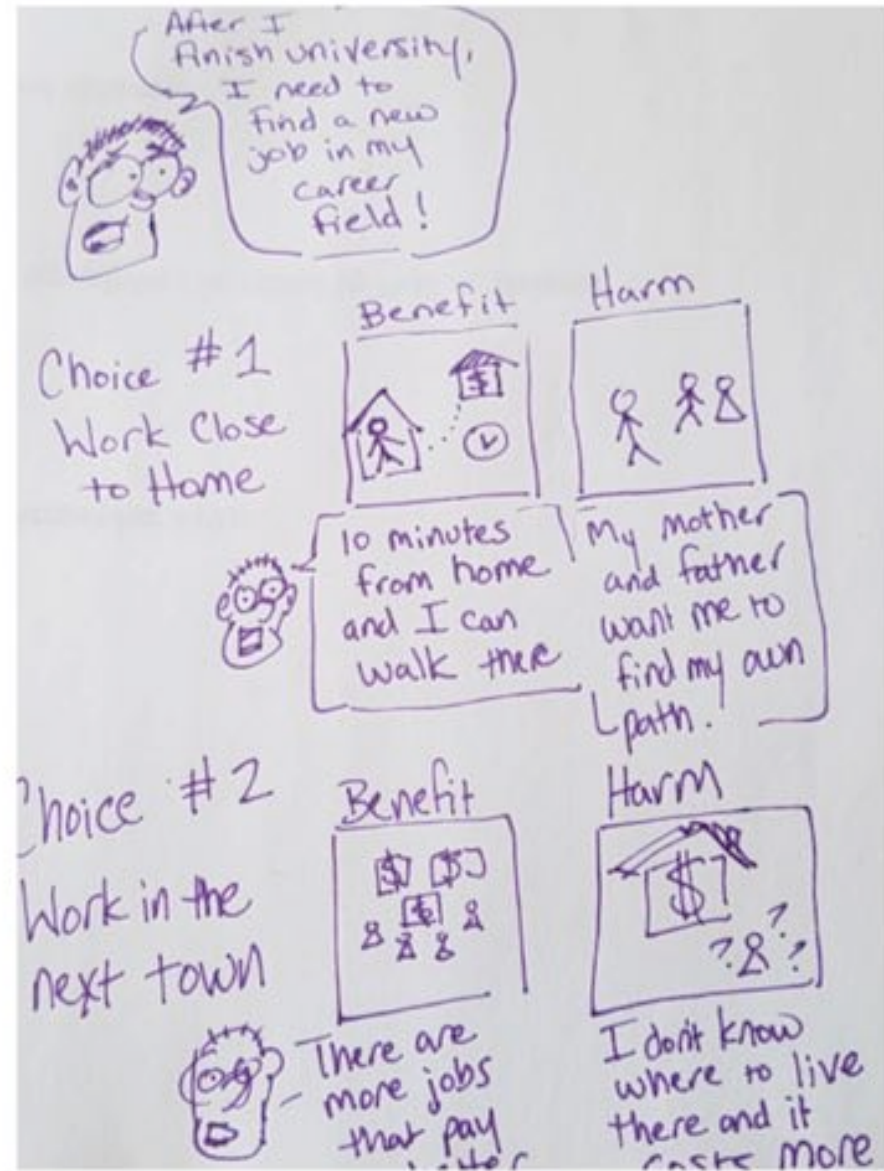 After I
finish university,
I need to
find a new
job in my
career
field!
Choice #1
Work Close
to Home
Benefit
$
10 minutes
from home
and I can
walk there
Harm
My mother
and father
want me to
find my own
path.
Choice #2
Work in the
next town
Benefit
$ $
$
There are
more jobs
that pay
Harm
$
? ? ?
I don't know
where to live
there and it
costs more